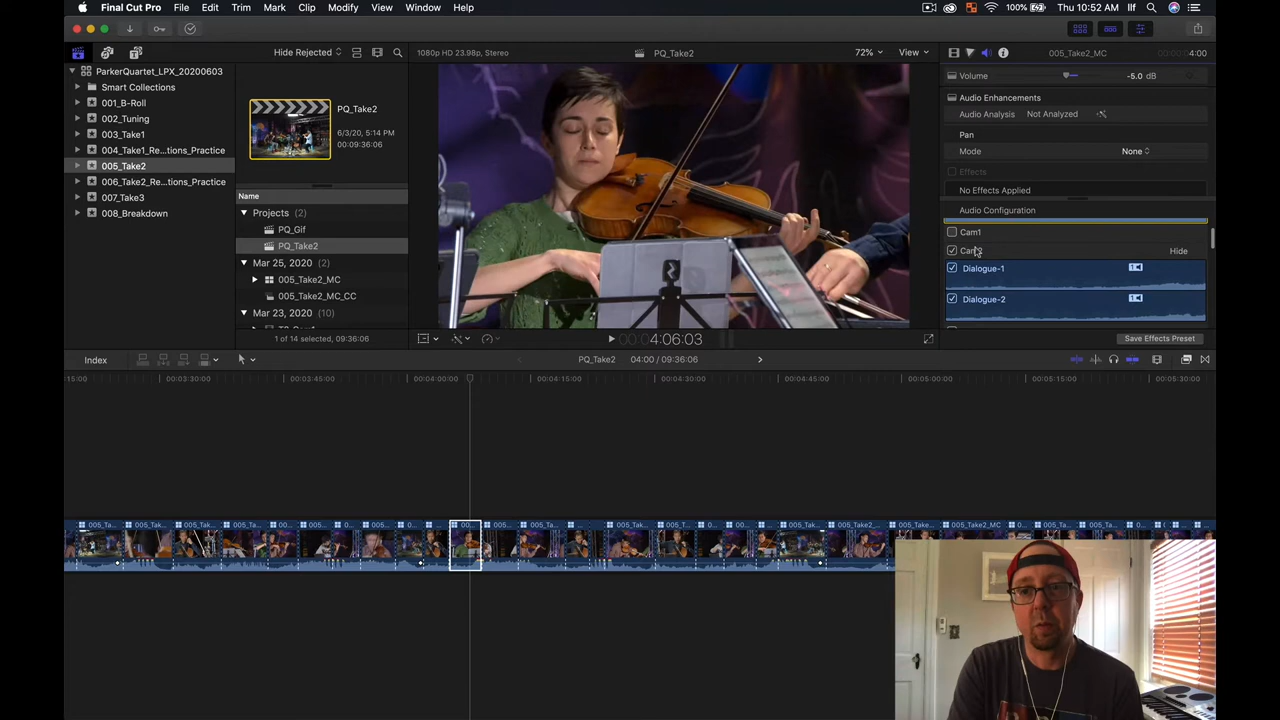 Final Cut Pro File Edit Trim Mark Clip Modify View Window Help 100% Thu 10:52 AM Ilf
Hide Rejected 1080p HD 23.98p, Stereo PQ_Take2 72% View 005_Take2_MC 4:00
ParkerQuartet_LPX_20200603
Smart Collections
001_B-Roll
002_Tuning
003_Take1
004_Take1_Re...tions_Practice
005_Take2
006_Take2_Re...tions_Practice
007_Take3
008_Breakdown
PQ_Take2
6/3/20, 5:14 PM
00:09:36:06
Name
Projects (2)
PQ_Gif
PQ_Take2
Mar 25, 2020 (2)
005_Take2_MC
005_Take2_MC_CC
Mar 23, 2020 (10)
1 of 14 selected, 09:36:06
4:06:03
Volume -5.0 dB
Audio Enhancements
Audio Analysis Not Analyzed
Pan
Mode None
Effects
No Effects Applied
Audio Configuration
Cam1
Hide
Dialogue-1
Dialogue-2
Save Effects Preset
Index PQ_Take2 04:00 / 09:36:06
:15:00 00:03:30:00 00:03:45:00 00:04:00:00 00:04:15:00 00:04:30:00 00:04:45:00 00:05:00:00 00:05:15:00 00:05:30:00